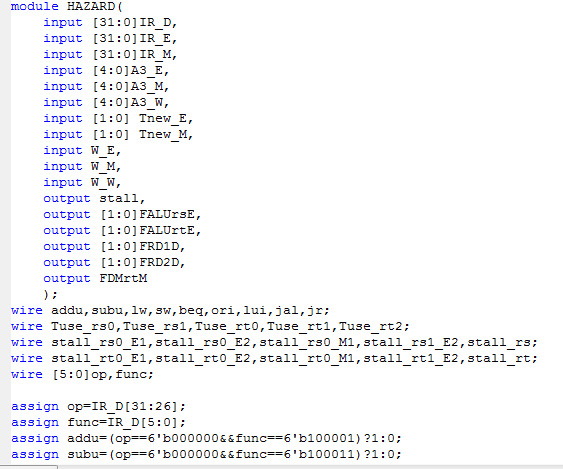 module HAZARD(
input [31:0]IR_D,
input [31:0]IR_E,
input [31:0]IR_M,
input [4:0]A3_E,
input [4:0]A3_M,
input [4:0]A3_W,
input [1:0] Tnew_E,
input [1:0] Tnew_M,
input W_E,
input W_M,
input W_W,
output stall,
output [1:0]FALUrsE,
output [1:0]FALUrtE,
output [1:0]FRD1D,
output [1:0]FRD2D,
output FDMrtM
);
wire addu,subu,lw,sw,beq,ori,lui,jal,jr;
wire Tuse_rs0,Tuse_rs1,Tuse_rt0,Tuse_rt1,Tuse_rt2;
wire stall_rs0_E1,stall_rs0_E2,stall_rs0_M1,stall_rs1_E2,stall_rs;
wire stall_rt0_E1,stall_rt0_E2,stall_rt0_M1,stall_rt1_E2,stall_rt;
wire [5:0]op,func;
assign op=IR_D[31:26];
assign func=IR_D[5:0];
assign addu=(op==6'b000000&&func==6'b100001)?1:0;
assign subu=(op==6'b000000&&func==6'b100011)?1:0;